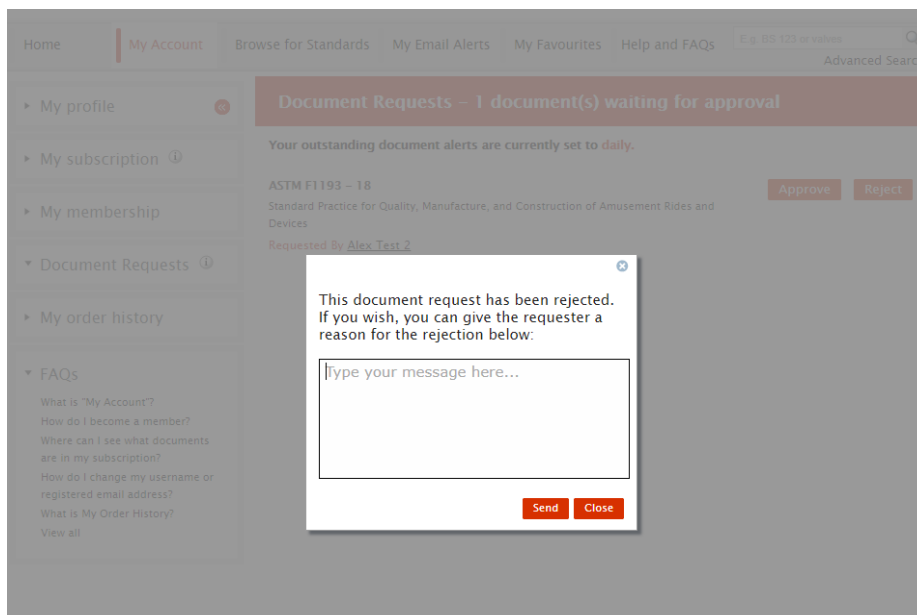 Home
My Account
Browse for Standards
My Email Alerts
My Favourites
Help and FAQs
E.g. BS 123 or valves
Advanced Searc
My profile
My subscription
My membership
Document Requests
My order history
FAQs
What is "My Account"?
How do I become a member?
Where can I see what documents
are in my subscription?
How do I change my username or
registered email address?
What is My Order History?
View all
Document Requests – 1 document(s) waiting for approval
Your outstanding document alerts are currently set to daily.
ASTM F1193 – 18
Standard Practice for Quality, Manufacture, and Construction of Amusement Rides and
Devices
Requested By Alex Test 2
Approve
Reject
This document request has been rejected.
If you wish, you can give the requester a
reason for the rejection below:
Type your message here...
Send
Close